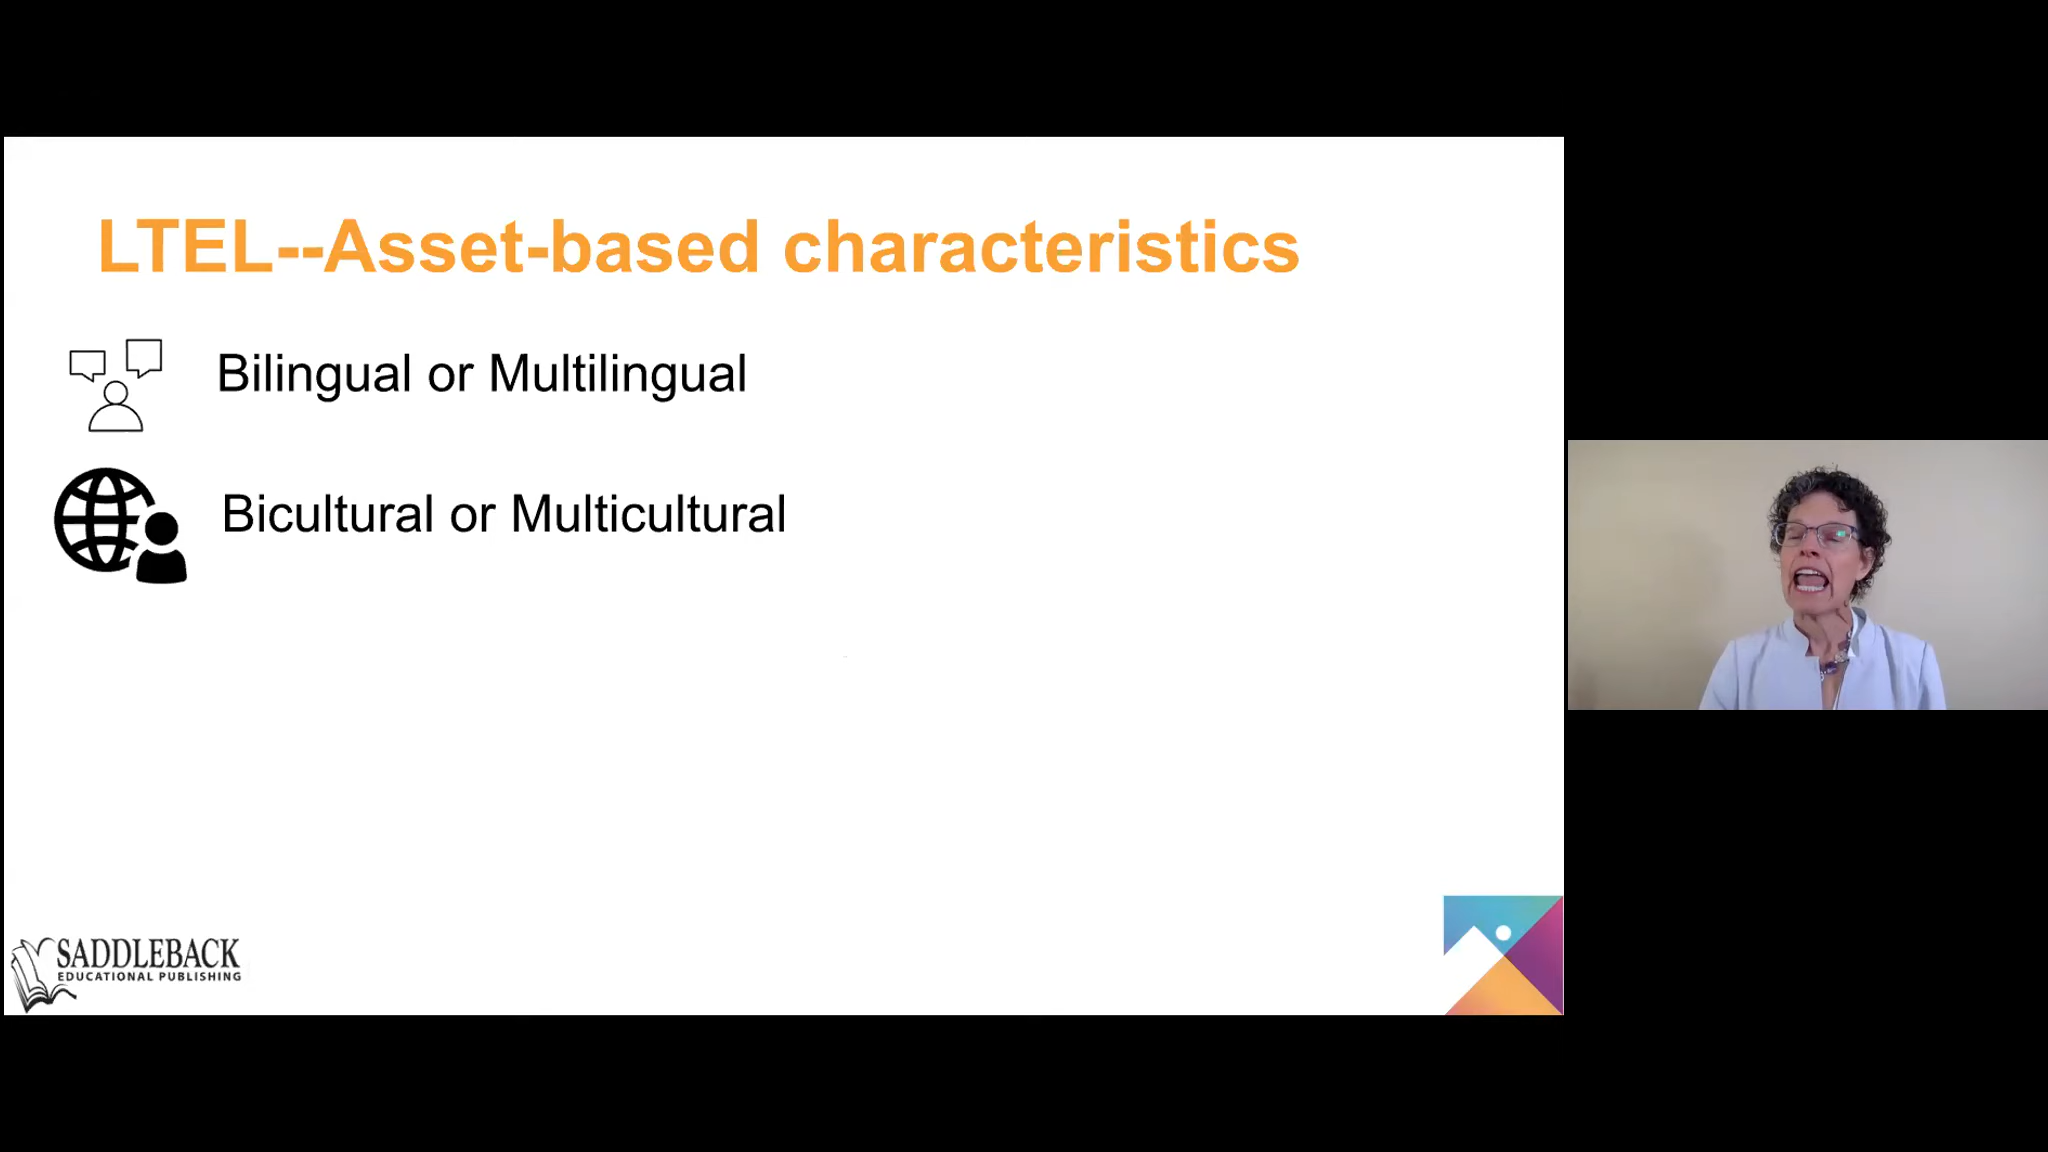 LTEL--Asset-based characteristics
Bilingual or Multilingual
Bicultural or Multicultural
SADDLEBACK
EDUCATIONAL PUBLISHING